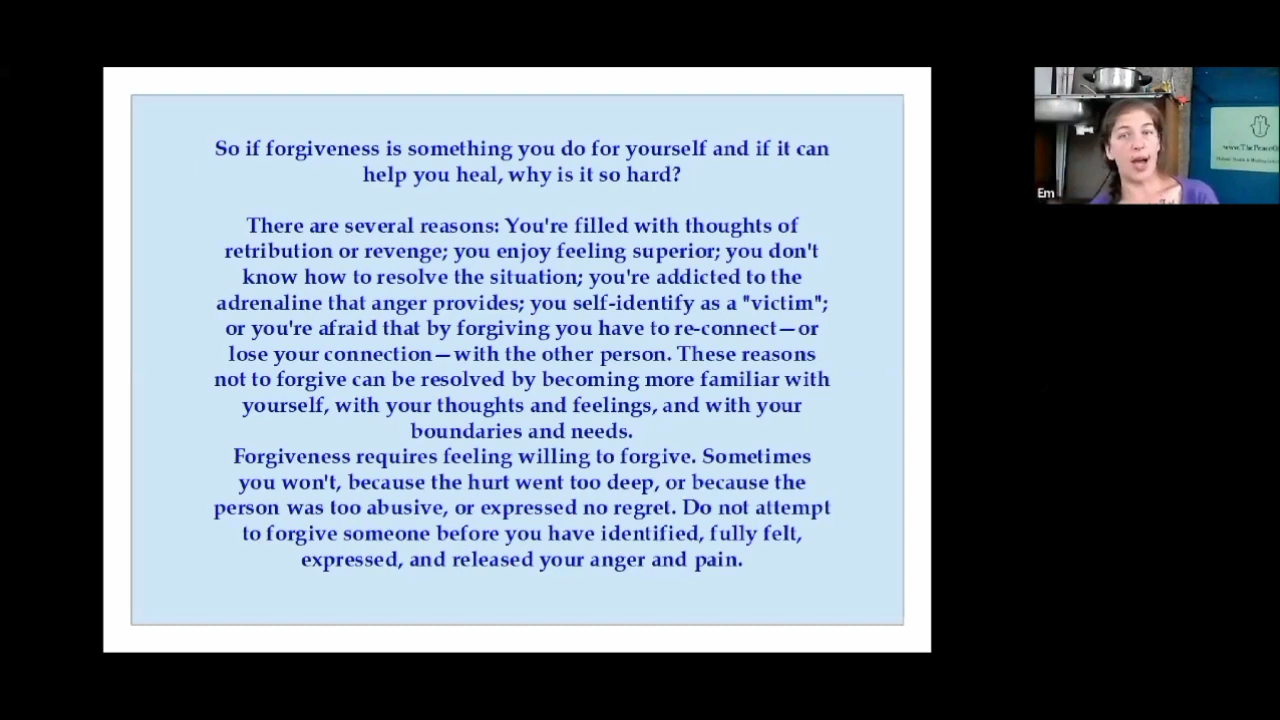 So if forgiveness is something you do for yourself and if it can
help you heal, why is it so hard?
There are several reasons: You're filled with thoughts of
retribution or revenge; you enjoy feeling superior; you don't
know how to resolve the situation; you're addicted to the
adrenaline that anger provides; you self-identify as a "victim";
or you're afraid that by forgiving you have to re-connect—or
lose your connection—with the other person. These reasons
not to forgive can be resolved by becoming more familiar with
yourself, with your thoughts and feelings, and with your
boundaries and needs.
Forgiveness requires feeling willing to forgive. Sometimes
you won't, because the hurt went too deep, or because the
person was too abusive, or expressed no regret. Do not attempt
to forgive someone before you have identified, fully felt,
expressed, and released your anger and pain.
Em